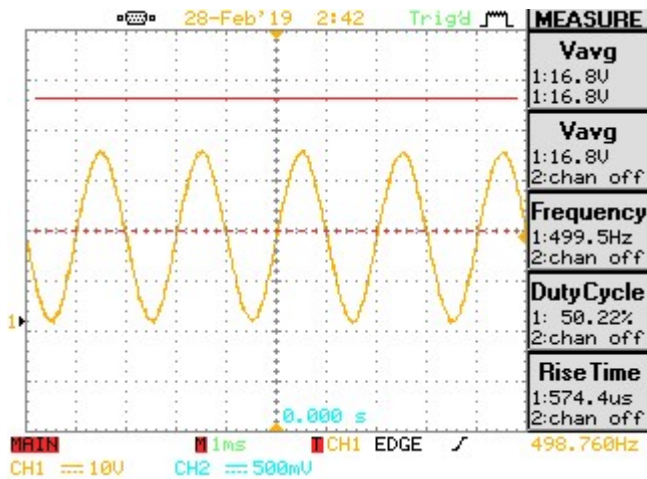 28-Feb'19 2:42 Trig'd
MEASURE
Vavg
1:16.8V
1:16.8V
Vavg
1:16.8V
2:chan off
Frequency
1:499.5Hz
2:chan off
DutyCycle
1: 50.22%
2:chan off
RiseTime
1:574.4us
2:chan off
1
0.000 s
MAIN M 1ms T CH1 EDGE 498.760Hz
CH1 10V CH2 500mV